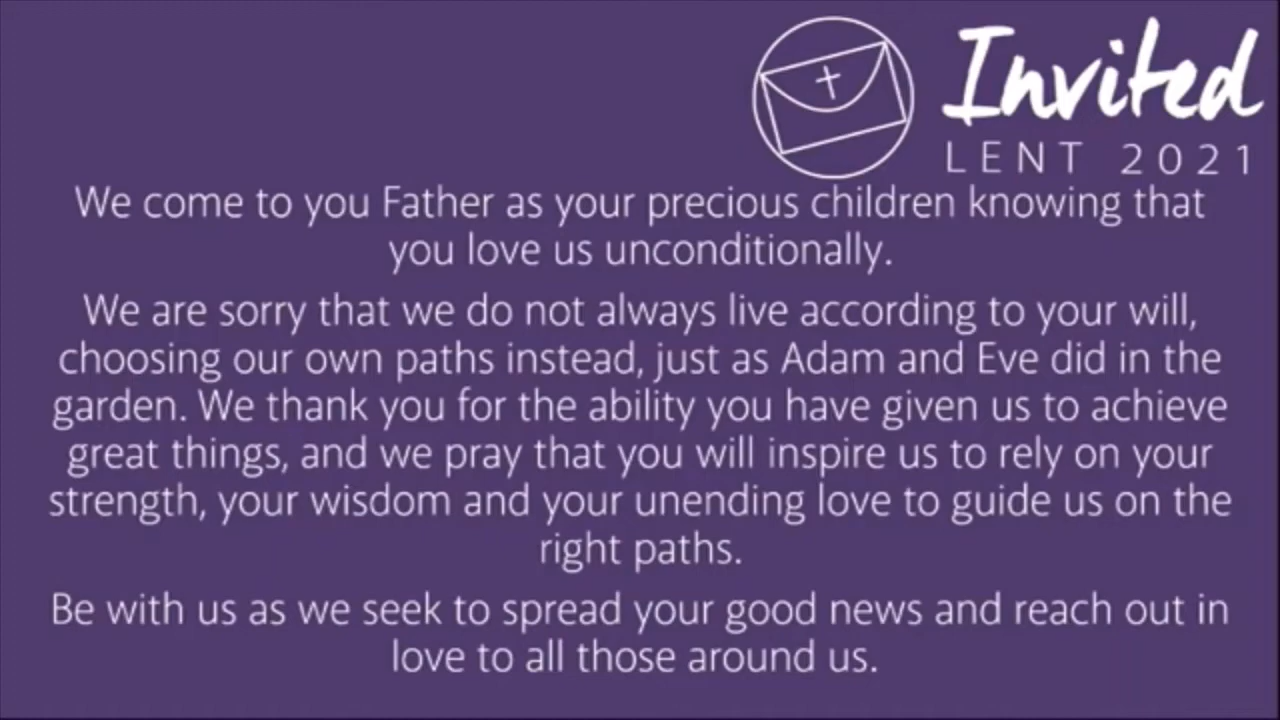 Invited
LENT 2021
We come to you Father as your precious children knowing that
you love us unconditionally.
We are sorry that we do not always live according to your will,
choosing our own paths instead, just as Adam and Eve did in the
garden. We thank you for the ability you have given us to achieve
great things, and we pray that you will inspire us to rely on your
strength, your wisdom and your unending love to guide us on the
right paths.
Be with us as we seek to spread your good news and reach out in
love to all those around us.